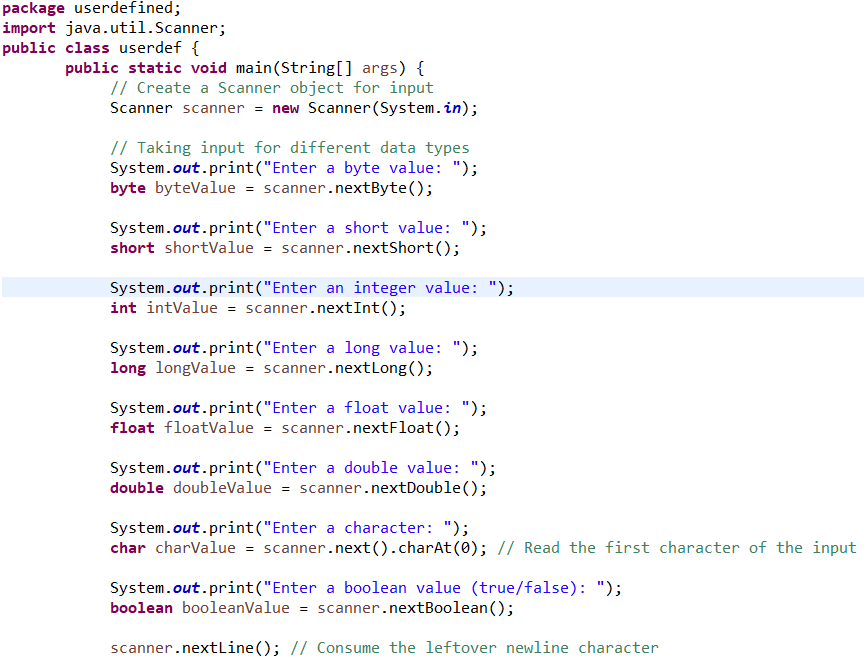 package userdefined;
import java.util.Scanner;
public class userdef {
public static void main(String[] args) {
// Create a Scanner object for input
Scanner scanner = new Scanner(System.in);
// Taking input for different data types
System.out.print("Enter a byte value: ");
byte byteValue = scanner.nextByte();
System.out.print("Enter a short value: ");
short shortValue = scanner.nextShort();
System.out.print("Enter an integer value: ");
int intValue = scanner.nextInt();
System.out.print("Enter a long value: ");
long longValue = scanner.nextLong();
System.out.print("Enter a float value: ");
float floatValue = scanner.nextFloat();
System.out.print("Enter a double value: ");
double doubleValue = scanner.nextDouble();
System.out.print("Enter a character: ");
char charValue = scanner.next().charAt(0); // Read the first character of the input
System.out.print("Enter a boolean value (true/false): ");
boolean booleanValue = scanner.nextBoolean();
scanner.nextLine(); // Consume the leftover newline character